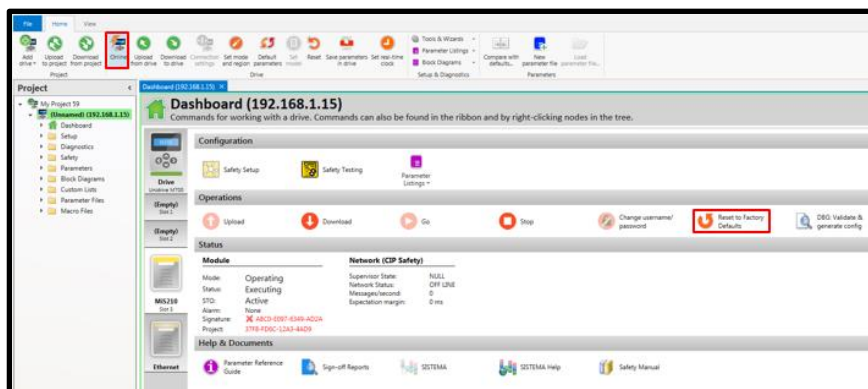 File Home View
Add drive
Upload to project
Download from project
Online
Upload from drive
Download to drive
Connection settings
Set mode and region
Default parameters
Set model
Reset
Save parameters in drive
Set real-time clock
Tools & Wizards
Parameter Listings
Block Diagrams
Compare with defaults...
New parameter file
Load parameter file...
Project
Drive
Setup & Diagnostics
Parameters
Project
Dashboard (192.168.1.15)
My Project 59
(Unnamed) (192.168.1.15)
Dashboard
Setup
Diagnostics
Safety
Parameters
Block Diagrams
Custom Lists
Parameter Files
Macro Files
Dashboard (192.168.1.15)
Commands for working with a drive. Commands can also be found in the ribbon and by right-clicking nodes in the tree.
Drive
Unidrive M700
(Empty)
Slot 1
(Empty)
Slot 2
MiS210
Slot 3
Ethernet
Configuration
Safety Setup
Safety Testing
Parameter Listings
Operations
Upload
Download
Go
Stop
Change username/ password
Reset to Factory Defaults
DBG: Validate & generate config
Status
Module
Mode: Operating
Status: Executing
STO: Active
Alarm: None
Signature:
Project:
Network (CIP Safety)
Supervisor State: NULL
Network Status: OFF LINE
Messages/second: 0
Expectation margin: 0 ms
Help & Documents
Parameter Reference Guide
Sign-off Reports
SISTEMA
SISTEMA Help
Safety Manual